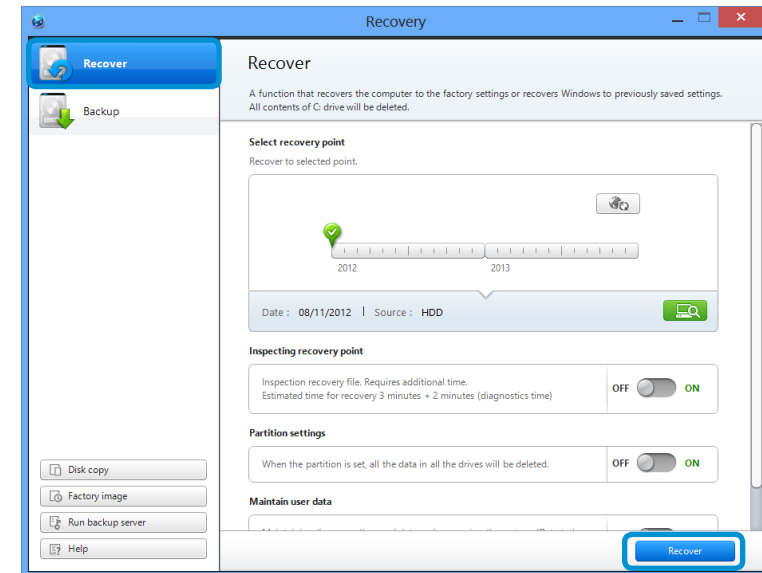 Recovery
Recover
Backup
Recover
A function that recovers the computer to the factory settings or recovers Windows to previously saved settings.
All contents of C: drive will be deleted.
Select recovery point
Recover to selected point.
2012 2013
Date : 08/11/2012 | Source : HDD
Inspecting recovery point
Inspection recovery file. Requires additional time.
Estimated time for recovery 3 minutes + 2 minutes (diagnostics time)
OFF ON
Partition settings
When the partition is set, all the data in all the drives will be deleted.
OFF ON
Maintain user data
Disk copy
Factory image
Run backup server
Help
Recover